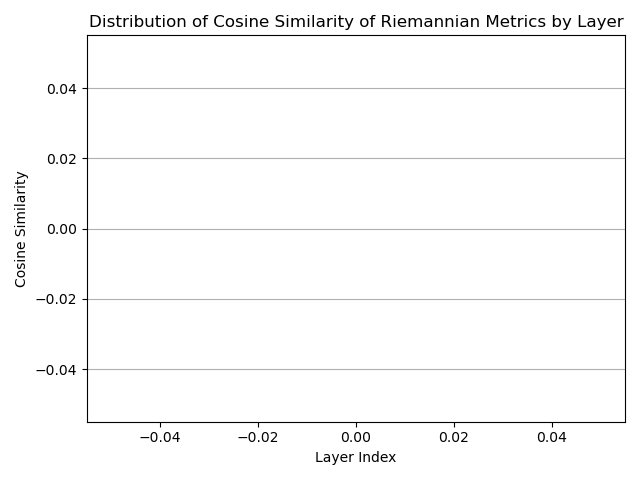 Distribution of Cosine Similarity of Riemannian Metrics by Layer
0.04
0.02
0.00
−0.02
−0.04
Cosine Similarity
−0.04 −0.02 0.00 0.02 0.04
Layer Index